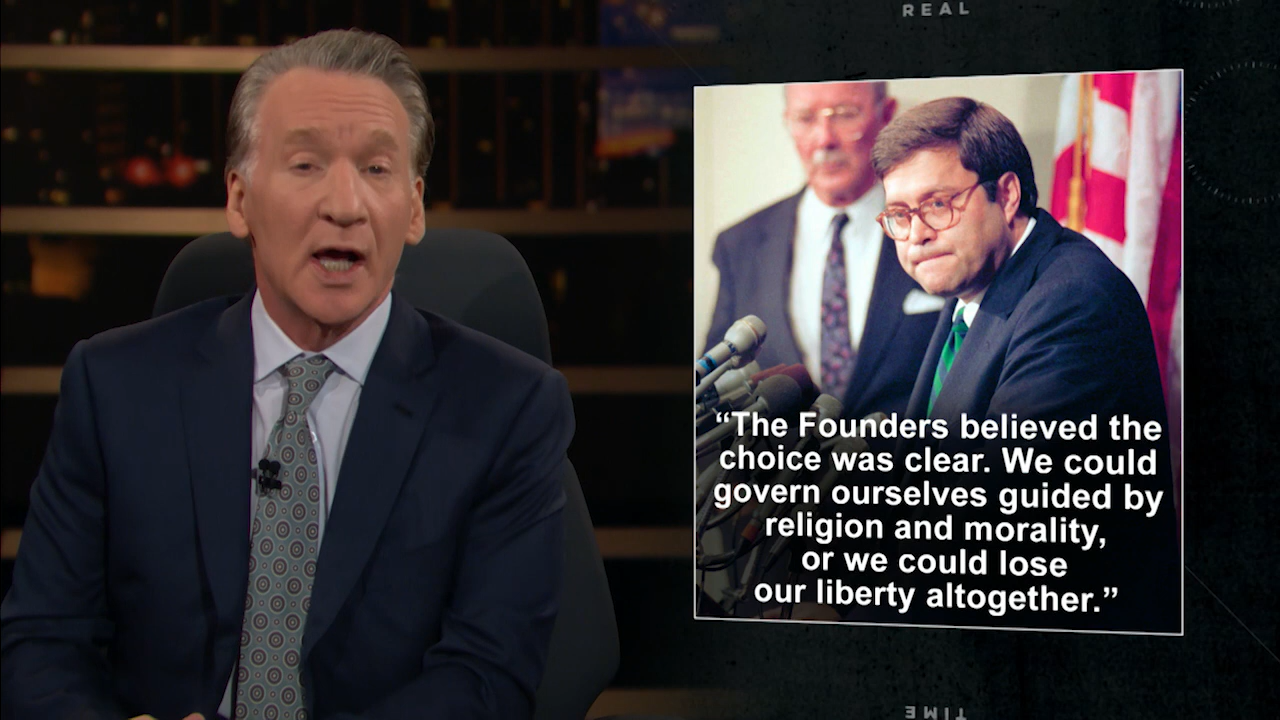 REAL
“The Founders believed the
choice was clear. We could
govern ourselves guided by
religion and morality,
or we could lose
our liberty altogether.”
TIME